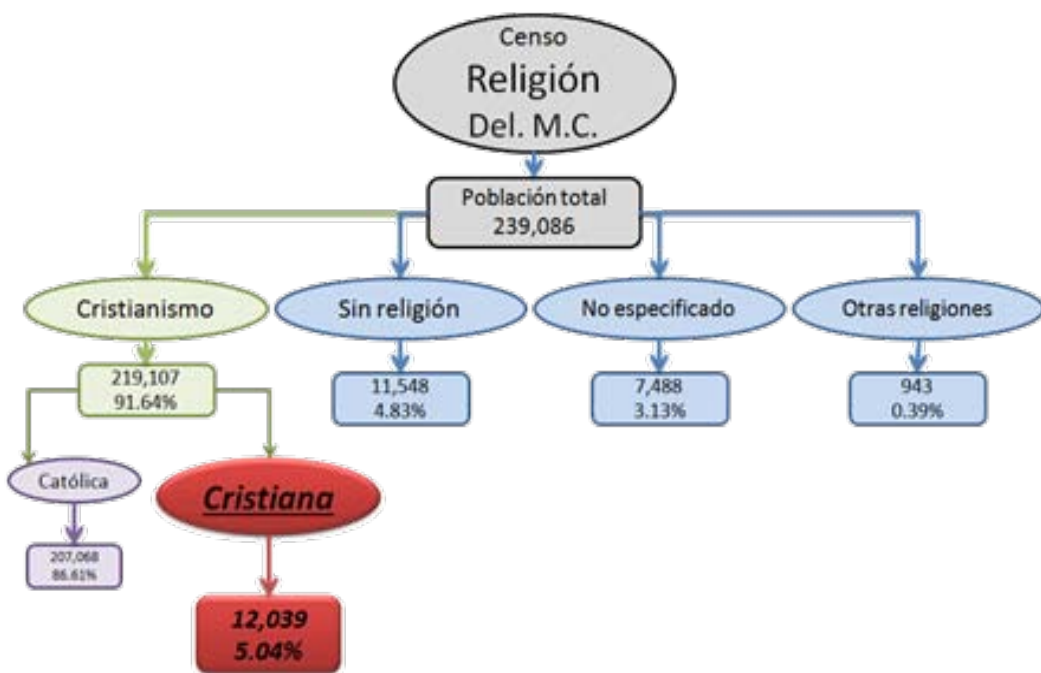 Censo
Religión
Del. M.C.
Población total
239,086
Cristianismo
Sin religión
No especificado
Otras religiones
219,107
91.64%
11,548
4.83%
7,488
3.13%
943
0.39%
Católica
Cristiana
207,068
86.61%
12,039
5.04%